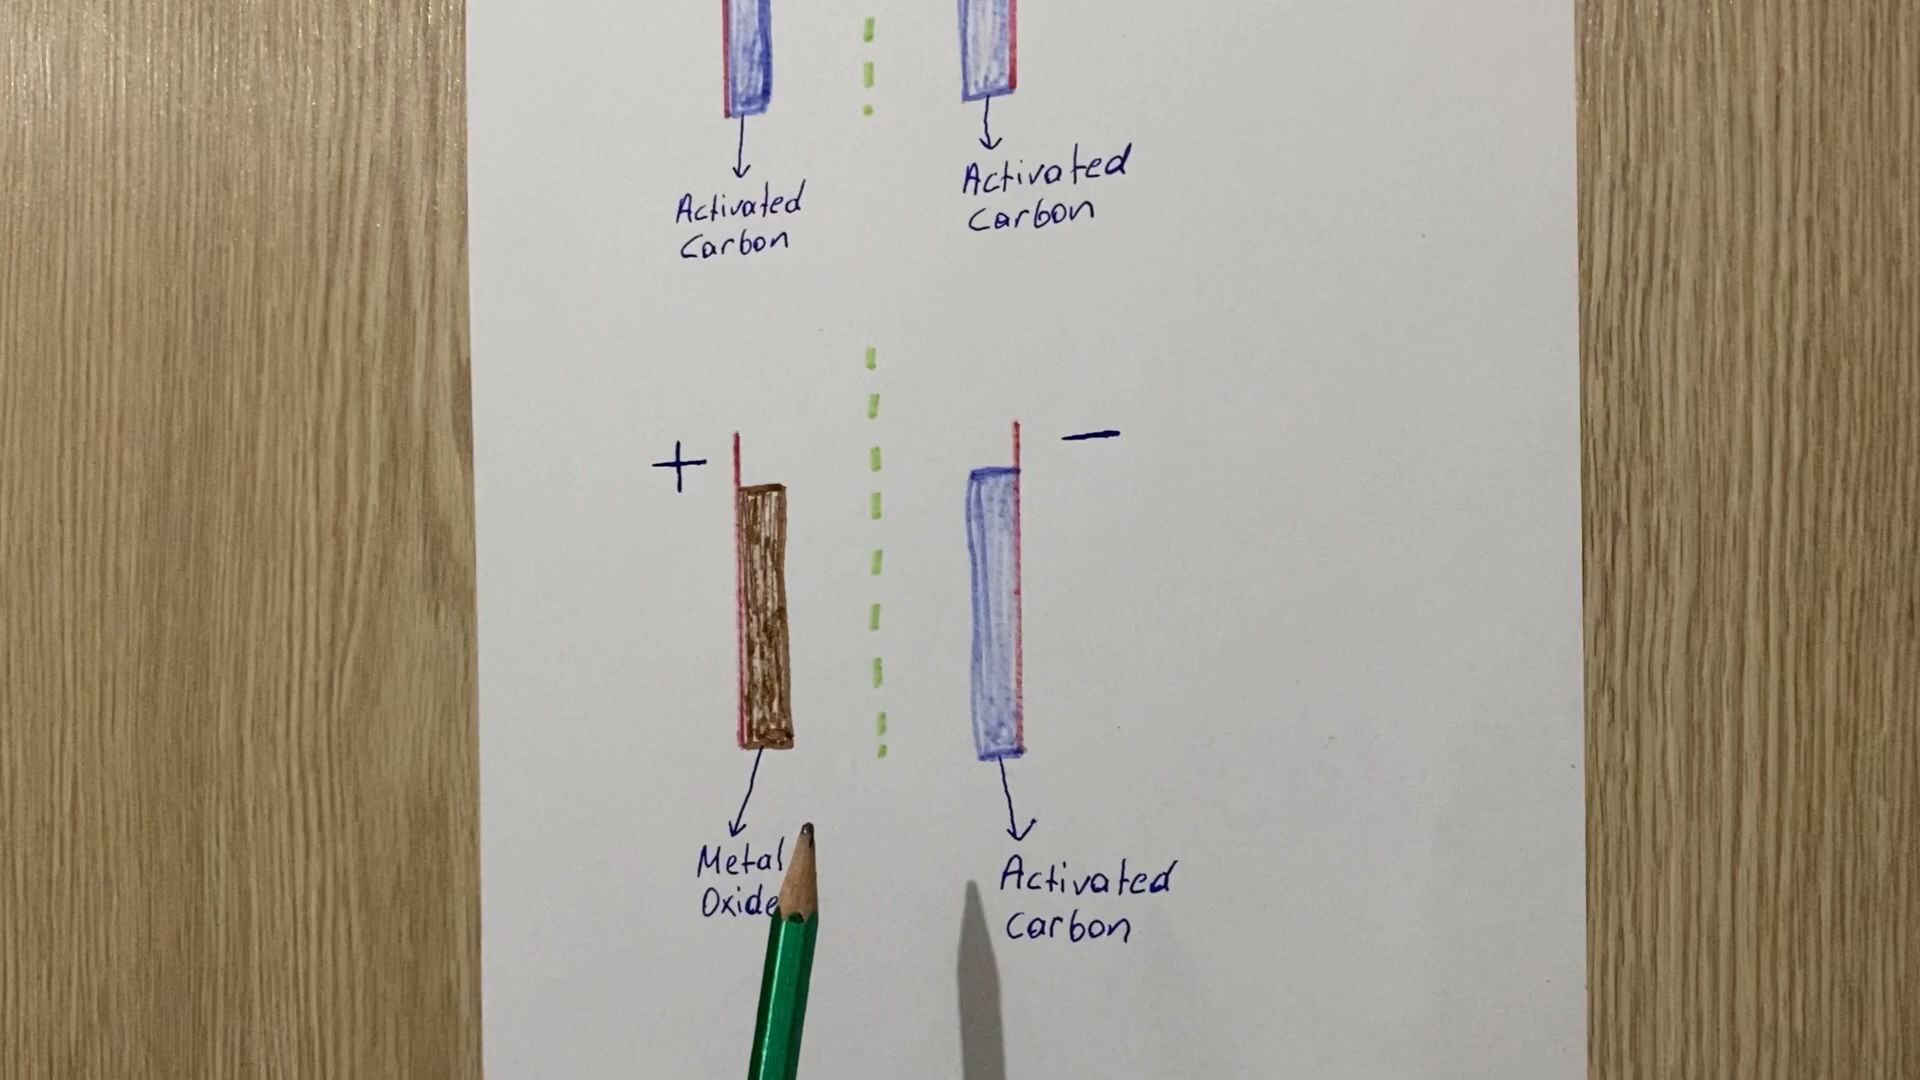 Activated
Carbon
Activated
Carbon
+
—
Metal
Oxide
Activated
Carbon